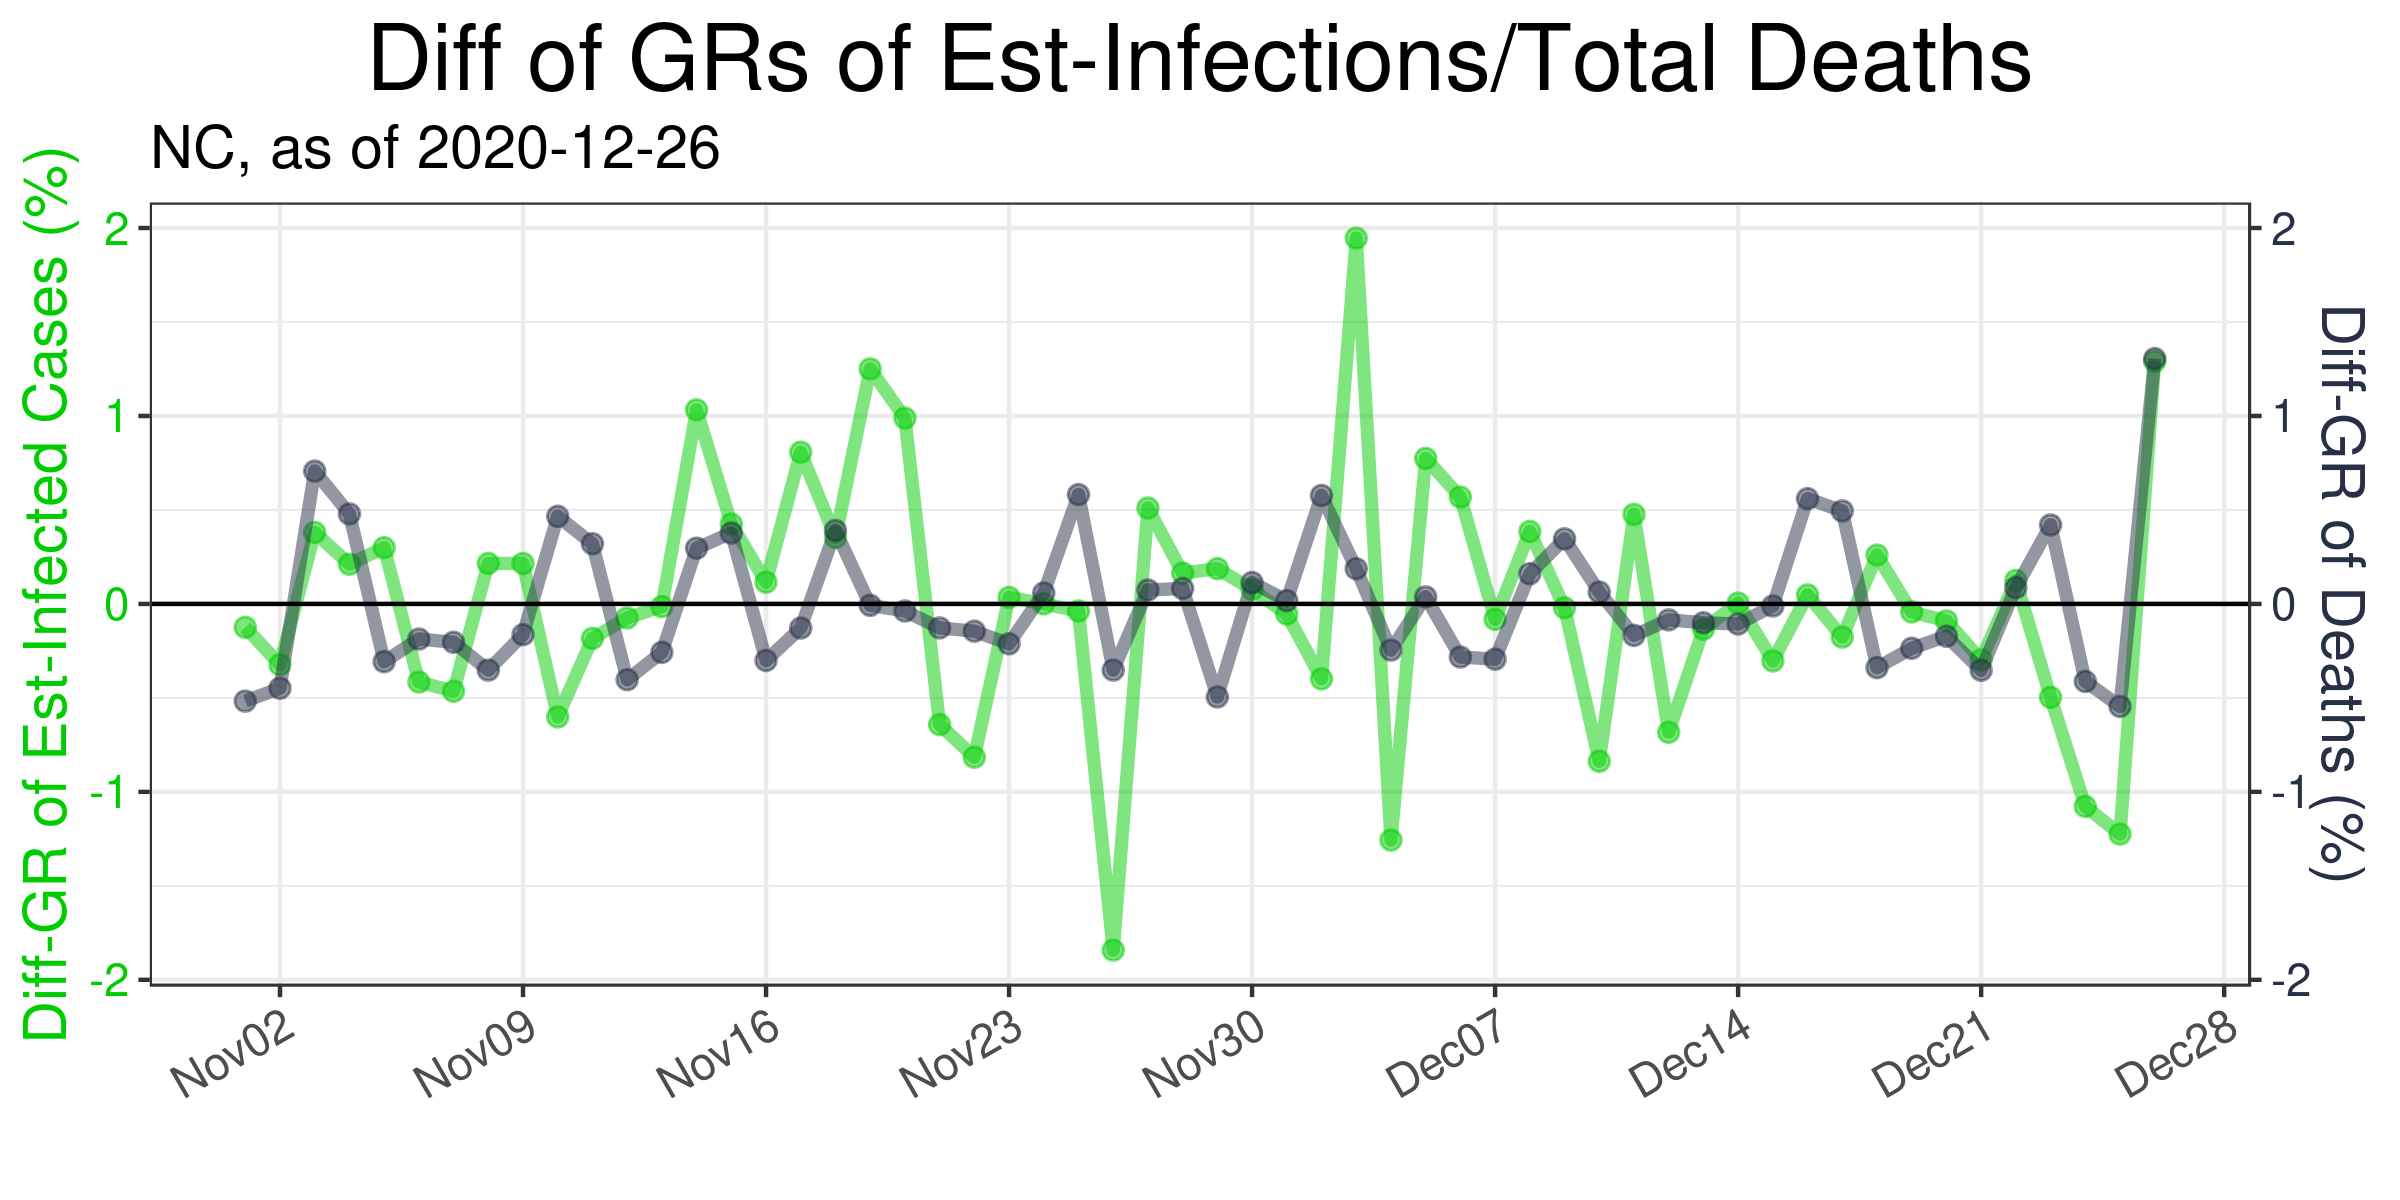 Diff of GRs of Est-Infections/Total Deaths
NC, as of 2020-12-26
Diff-GR of Est-Infected Cases (%)
2
1
0
-1
-2
2
1
0
-1
-2
Diff-GR of Deaths (%)
Nov02
Nov09
Nov16
Nov23
Nov30
Dec07
Dec14
Dec21
Dec28